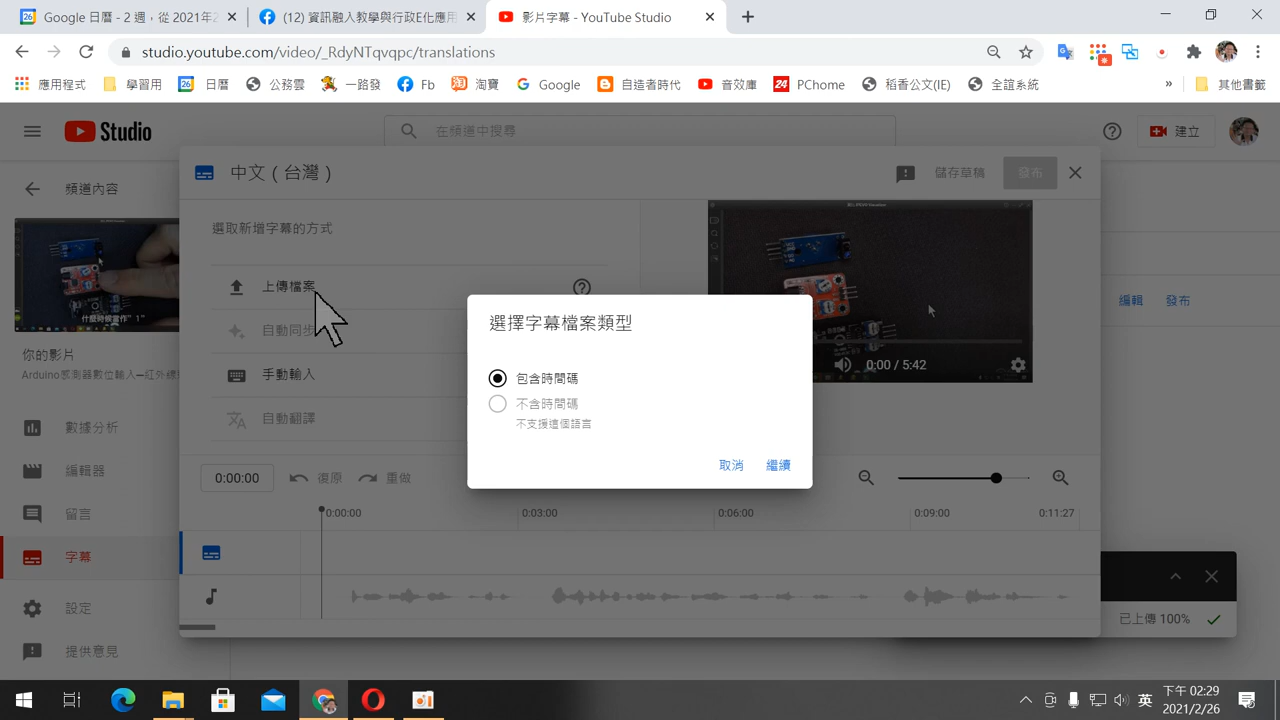 Google 日曆 - 2 週，從 2021年2
(12) 資訊融入教學與行政E化應用
影片字幕 - YouTube Studio
studio.youtube.com/video/_RdyNTqvqpc/translations
應用程式
學習用
日曆
公務雲
一路發
Fb
淘寶
Google
自造者時代
音效庫
PChome
稻香公文(IE)
全誼系統
»
其他書籤
Studio
在頻道中搜尋
建立
頻道內容
中文 ( 台灣 )
儲存草稿
發布
選取新增字幕的方式
上傳檔案
自動同步
手動輸入
自動翻譯
選擇字幕檔案類型
包含時間碼
不含時間碼
不支援這個語言
取消
繼續
什麼時候當作" 1"
你的影片
Arduino感測器數位輸入—紅外線
0:00 / 5:42
編輯
發布
數據分析
編輯器
留言
字幕
設定
提供意見
0:00:00
復原
重做
0:00:00
0:03:00
0:06:00
0:09:00
0:11:27
已上傳 100%
英
下午 02:29
2021/2/26